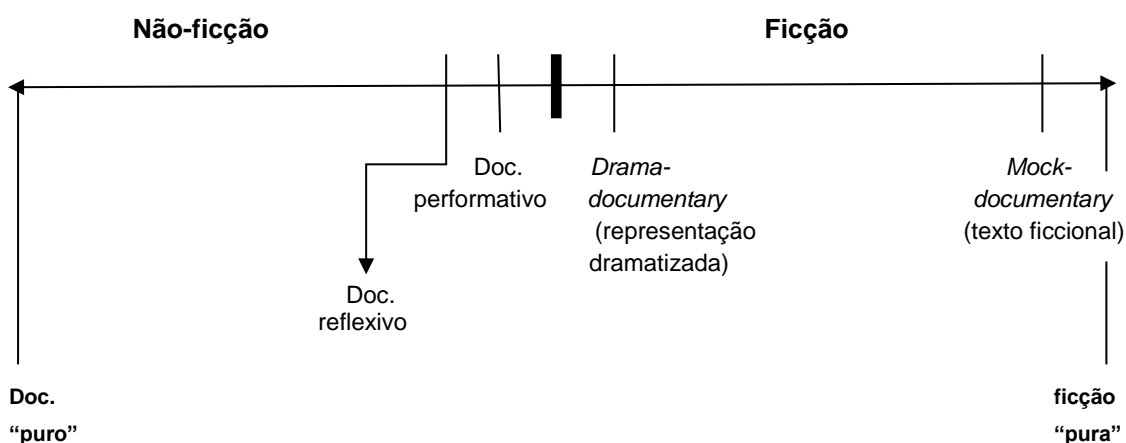 Não-ficção
Ficção
Doc.
performativo
Drama-
documentary
(representação
dramatizada)
Mock-
documentary
(texto ficcional)
Doc.
reflexivo
Doc.
“puro”
ficção
“pura”